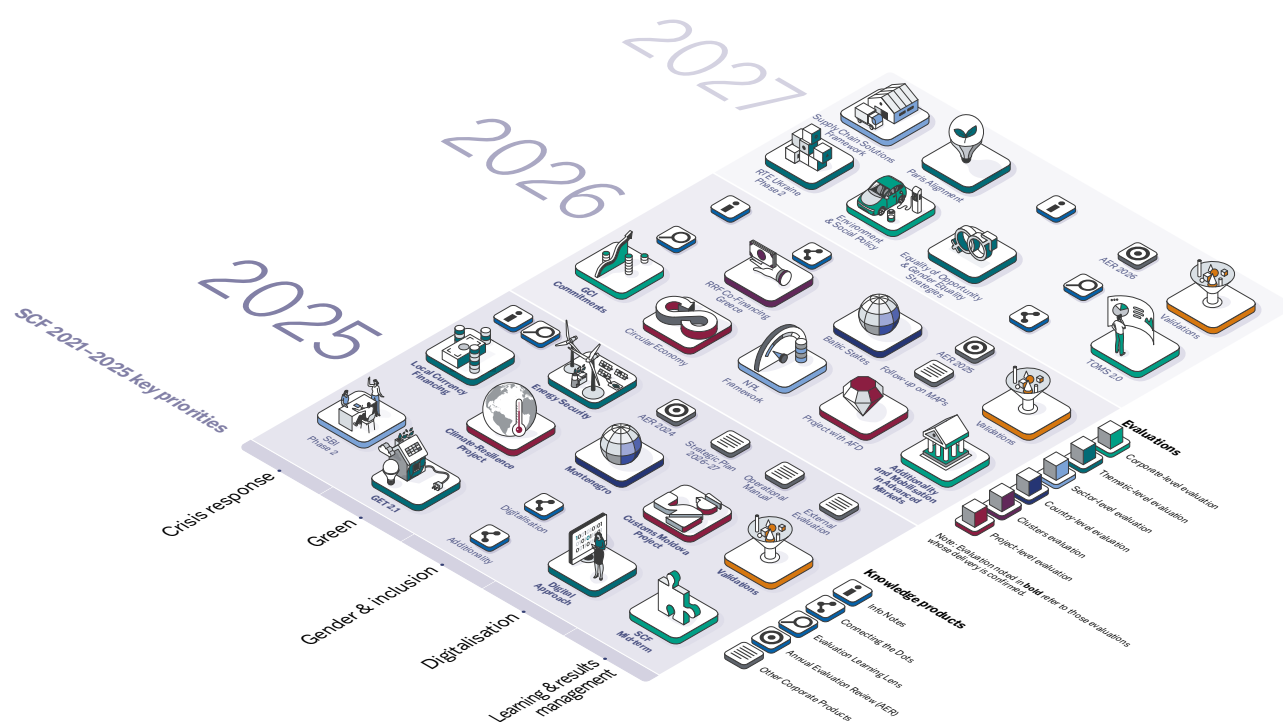 2027
2026
2025
SCF 2021–2025 key priorities
Supply Chain Solutions
Framework
RTE Ukraine
Phase 2
Paris Alignment
Environment
& Social Policy
Equality of Opportunity
& Gender Equality
Strategies
AER 2026
Validations
TOMS 2.0
GCI
Commitments
RRF Co-Financing
Greece
Circular Economy
Baltic States
NPL
Framework
AER 2025
Follow-up on MAPs
Project with AFD
Validations
Additionality
and Mobilisation
in Advanced
Markets
Local Currency
Financing
Energy Security
SBI
Phase 2
Climate-Resilience
Project
AER 2024
Strategic Plan
2026-27
Operational
Manual
External
Evaluation
GET 2.1
Montenegro
Digitalisation
Customs Moldova
Project
Additionality
Digital
Approach
Validations
SCF
Mid-term
Crisis response
Green
Gender & inclusion
Digitalisation
Learning & results
management
Evaluations
Corporate-level evaluation
Thematic-level evaluation
Sector-level evaluation
Country-level evaluation
Clusters evaluation
Project-level evaluation
Note: Evaluation noted in bold refer to those evaluations
whose delivery is confirmed.
Knowledge products
Info Notes
Connecting the Dots
Evaluation Learning Lens
Annual Evaluation Review (AER)
Other Corporate Products